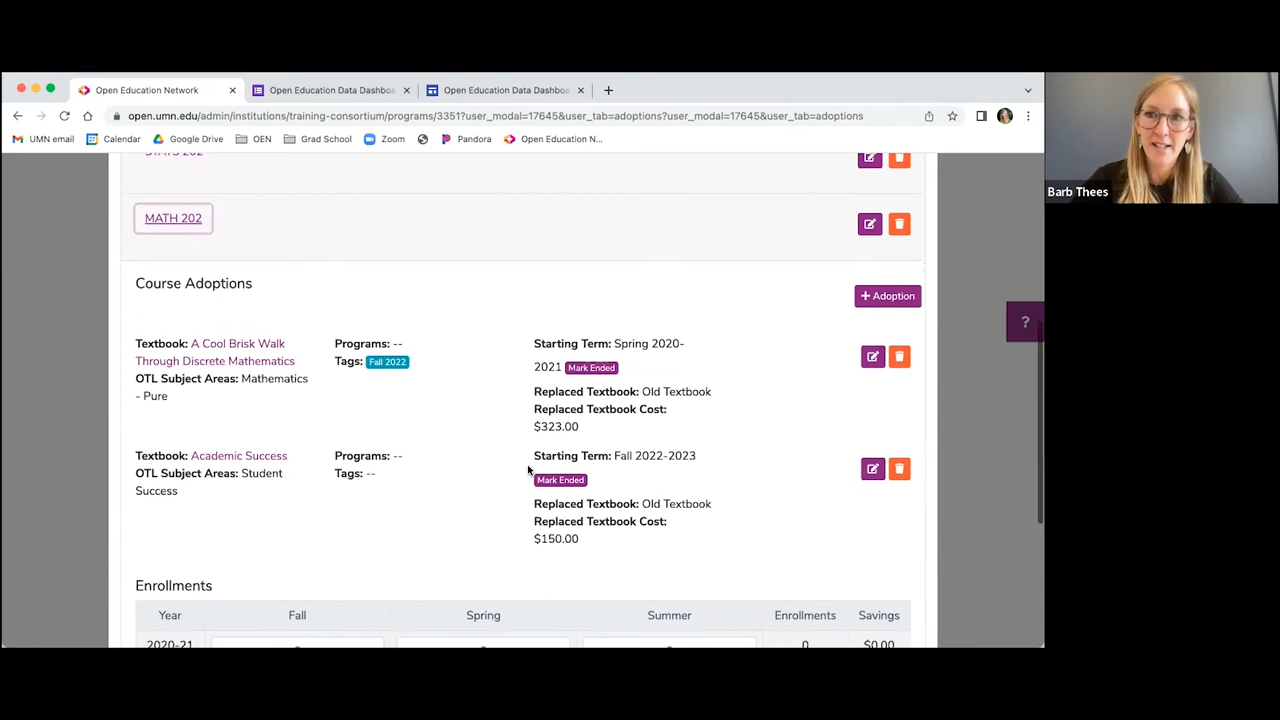 Open Education Network
Open Education Data Dashboa
Open Education Data Dashboa
open.umn.edu/admin/institutions/training-consortium/programs/3351?user_modal=17645&user_tab=adoptions?user_modal=17645&user_tab=adoptions
UMN email
Calendar
Google Drive
OEN
Grad School
Zoom
Pandora
Open Education N...
Barb Thees
MATH 202
Course Adoptions
+ Adoption
?
Textbook: A Cool Brisk Walk
Through Discrete Mathematics
OTL Subject Areas: Mathematics
- Pure
Programs: --
Tags: Fall 2022
Starting Term: Spring 2020-
2021 Mark Ended
Replaced Textbook: Old Textbook
Replaced Textbook Cost:
$323.00
Textbook: Academic Success
OTL Subject Areas: Student
Success
Programs: --
Tags: --
Starting Term: Fall 2022-2023
Mark Ended
Replaced Textbook: Old Textbook
Replaced Textbook Cost:
$150.00
Enrollments
Year Fall Spring Summer Enrollments Savings
2020-21 0 $0.00